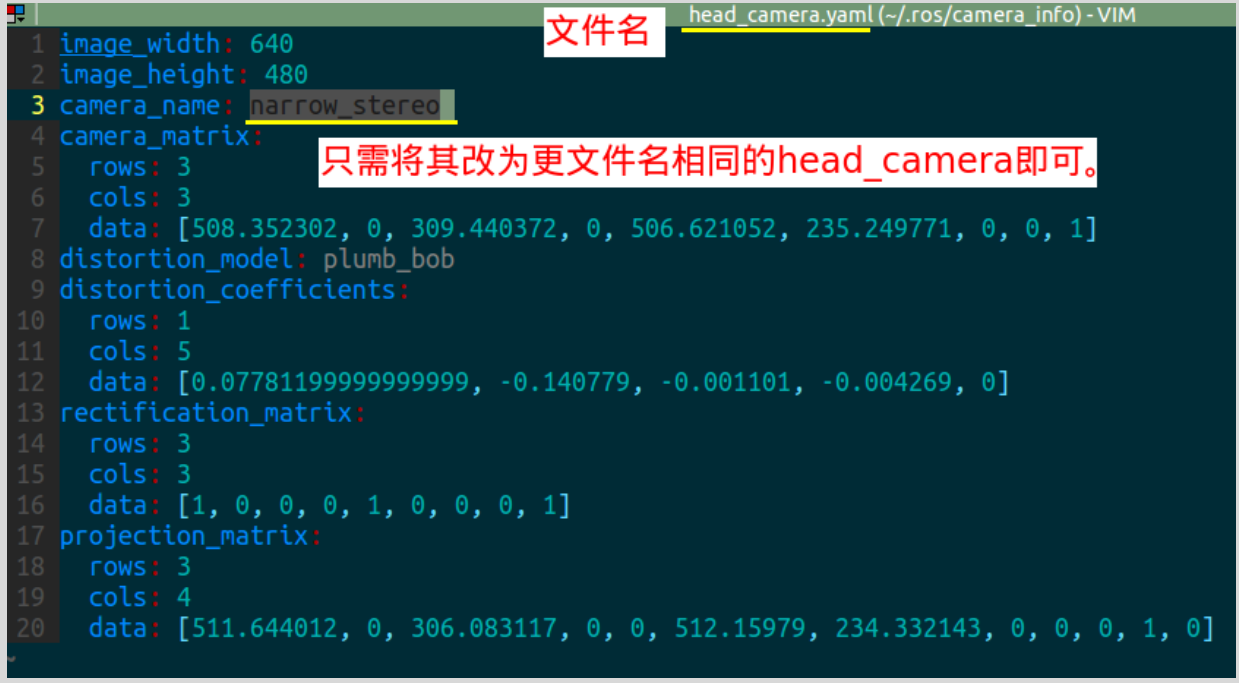 文件名
head_camera.yaml (~/.ros/camera_info) - VIM
1 image_width: 640
2 image_height: 480
3 camera_name: narrow_stereo
4 camera_matrix:
只需将其改为更文件名相同的head_camera即可。
5 rows: 3
6 cols: 3
7 data: [508.352302, 0, 309.440372, 0, 506.621052, 235.249771, 0, 0, 1]
8 distortion_model: plumb_bob
9 distortion_coefficients:
10 rows: 1
11 cols: 5
12 data: [0.07781199999999999, -0.140779, -0.001101, -0.004269, 0]
13 rectification_matrix:
14 rows: 3
15 cols: 3
16 data: [1, 0, 0, 0, 1, 0, 0, 0, 1]
17 projection_matrix:
18 rows: 3
19 cols: 4
20 data: [511.644012, 0, 306.083117, 0, 0, 512.15979, 234.332143, 0, 0, 0, 1, 0]
~